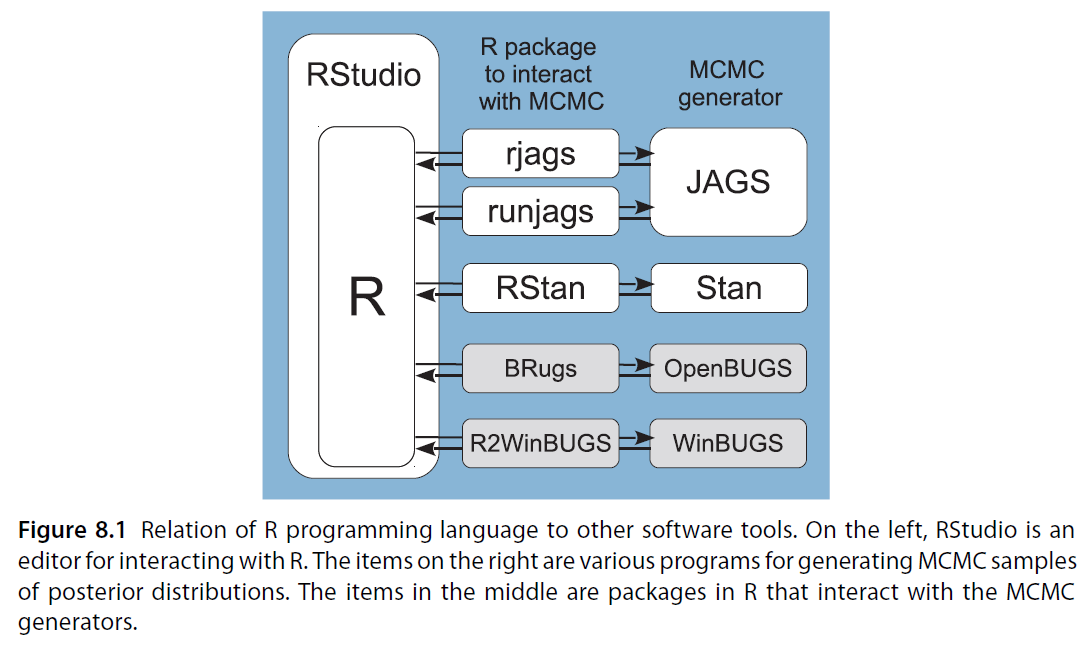 RStudio
R package
to interact
with MCMC
MCMC
generator
rjags
JAGS
runjags
R
RStan
Stan
BRugs
OpenBUGS
R2WinBUGS
WinBUGS
Figure 8.1 Relation of R programming language to other software tools. On the left, RStudio is an
editor for interacting with R. The items on the right are various programs for generating MCMC samples
of posterior distributions. The items in the middle are packages in R that interact with the MCMC
generators.